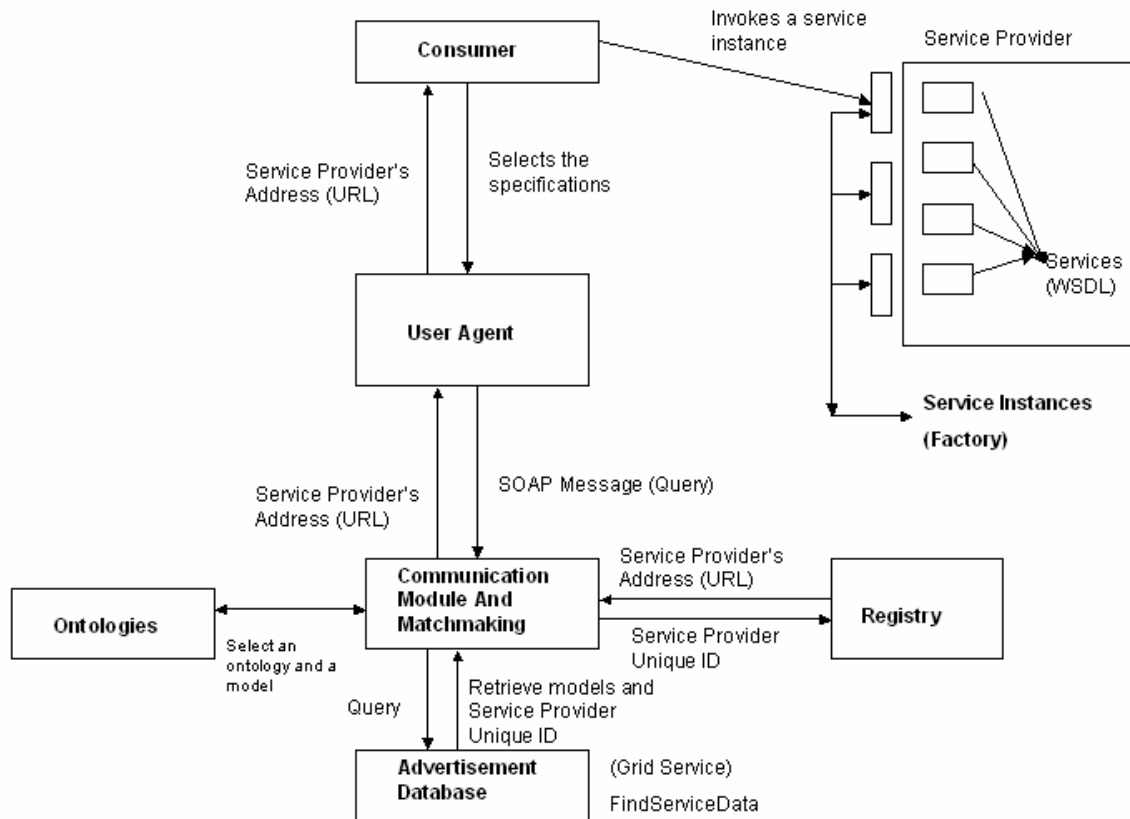 Invokes a service
instance
Service Provider
Consumer
Service Provider's
Address (URL)
Selects the
specifications
Services
(WSDL)
User Agent
Service Instances
(Factory)
Service Provider's
Address (URL)
SOAP Message (Query)
Service Provider's
Address (URL)
Communication
Module And
Matchmaking
Ontologies
Registry
Select an
ontology and a
model
Service Provider
Unique ID
Query
Retrieve models and
Service Provider
Unique ID
Advertisement
Database
(Grid Service)
FindServiceData